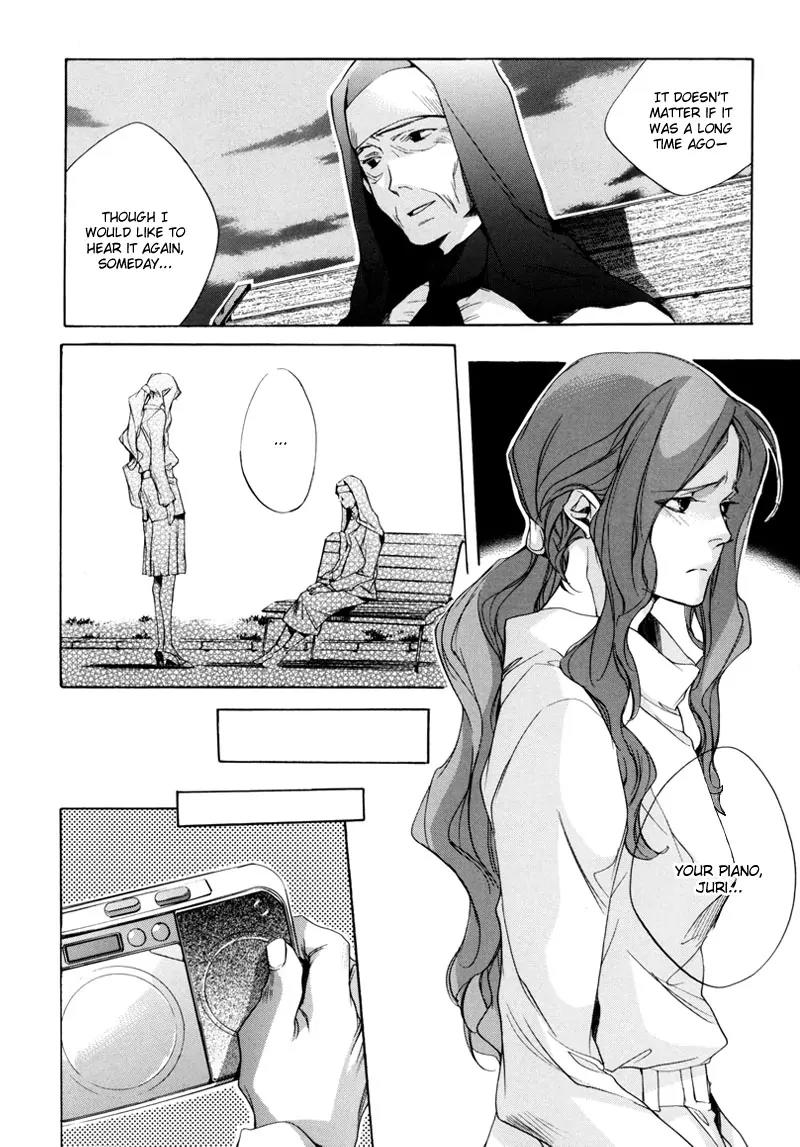 IT DOESN'T
MATTER IF IT
WAS A LONG
TIME AGO—
THOUGH I
WOULD LIKE TO
HEAR IT AGAIN,
SOMEDAY...
...
YOUR PIANO,
JURI...